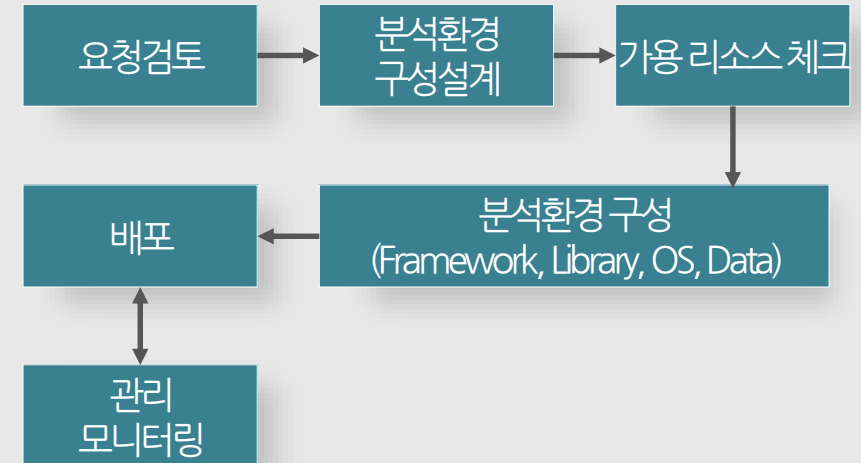 요청검토
분석환경
구성설계
가용 리소스 체크
분석환경 구성
(Framework, Library, OS, Data)
배포
관리
모니터링